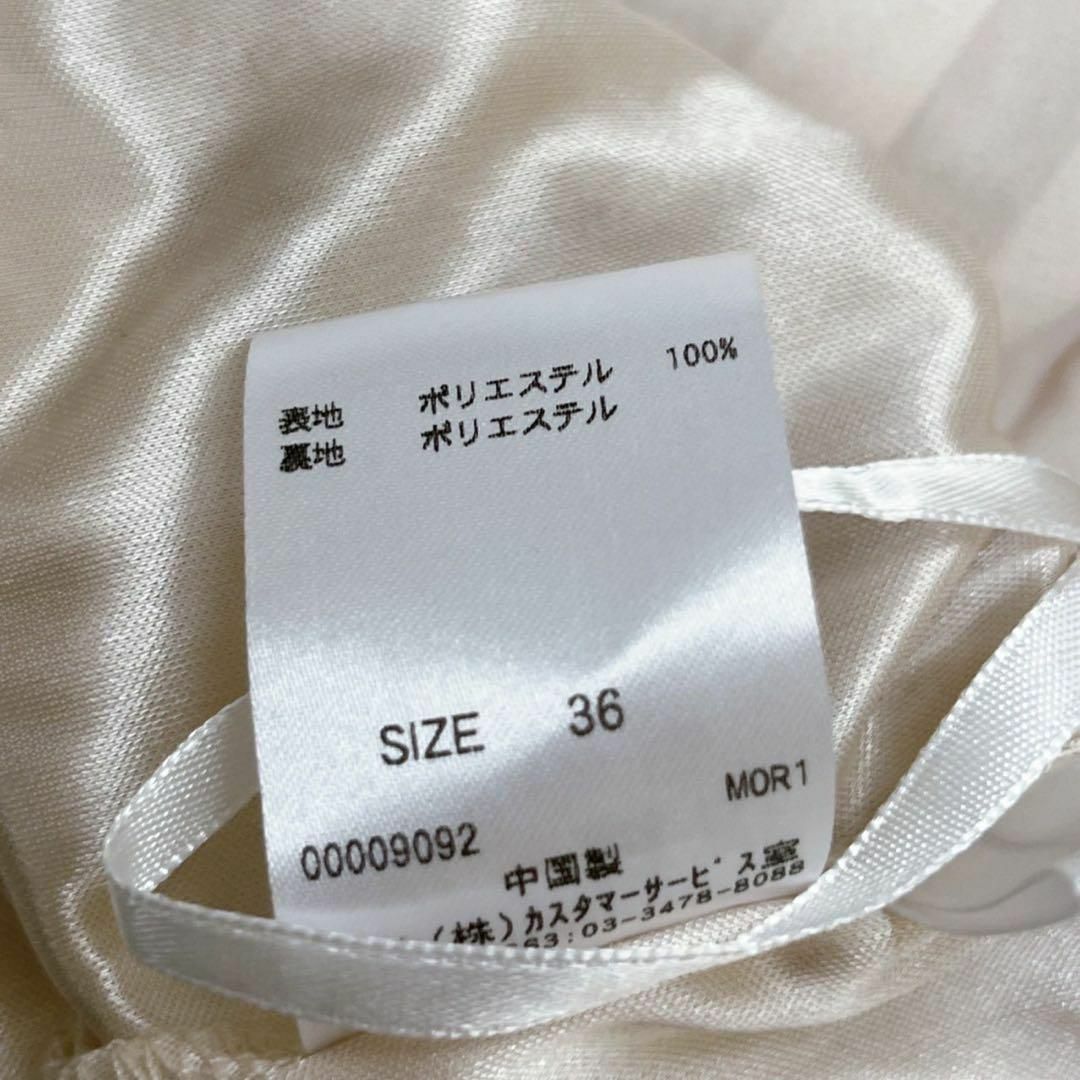 表地 ポリエステル 100%
裏地 ポリエステル
SIZE 36
MOR1
00009092
中国製
(株)カスタマーサービス室
63:03-3478-8088